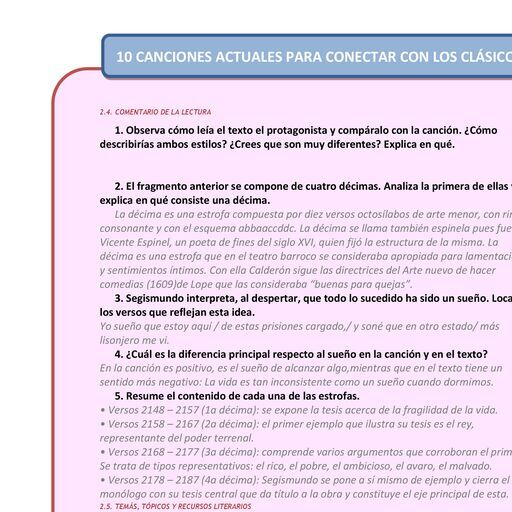 10 CANCIONES ACTUALES PARA CONECTAR CON LOS CLÁSICO
2.4. COMENTARIO DE LA LECTURA
1. Observa cómo leía el texto el protagonista y compáralo con la canción. ¿Cómo
describirías ambos estilos? ¿Crees que son muy diferentes? Explica en qué.
2. El fragmento anterior se compone de cuatro décimas. Analiza la primera de ellas
explica en qué consiste una décima.
La décima es una estrofa compuesta por diez versos octosílabos de arte menor, con
consonante y con el esquema abbaaccddc. La décima se llama también espinela pues fue
Vicente Espinel, un poeta de fines del siglo XVI, quien fijó la estructura de la misma. La
décima es una estrofa que en el teatro barroco se consideraba apropiada para
y sentimientos íntimos. Con ella Calderón sigue las directrices del Arte nuevo de hacer
comedias (1609)de Lope que las consideraba “buenas para quejas”.
3. Segismundo interpreta, al despertar, que todo lo sucedido ha sido un sueño.
los versos que reflejan esta idea.
Yo sueño que estoy aquí / de estas prisiones cargado,/ y soné que en otro estado/ más
lisonjero me vi.
4. ¿Cuál es la diferencia principal respecto al sueño en la canción y en el texto?
En la canción es positivo, es el sueño de alcanzar algo,mientras que en el texto tiene un
sentido más negativo: La vida es tan inconsistente como un sueño cuando dormimos.
5. Resume el contenido de cada una de las estrofas.
• Versos 2148 – 2157 (1a décima): se expone la tesis acerca de la fragilidad de la vida.
• Versos 2158 – 2167 (2a décima): el primer ejemplo que ilustra su tesis es el rey,
representante del poder terrenal.
• Versos 2168 – 2177 (3a décima): comprende varios argumentos que corroboran el
Se trata de tipos representativos: el rico, el pobre, el ambicioso, el avaro, el malvado.
• Versos 2178 – 2187 (4a décima): Segismundo se pone a sí mismo de ejemplo y cierra el
monólogo con su tesis central que da título a la obra y constituye el eje principal de esta.
2.5. TEMAS, TÓPICOS Y RECURSOS LITERARIOS